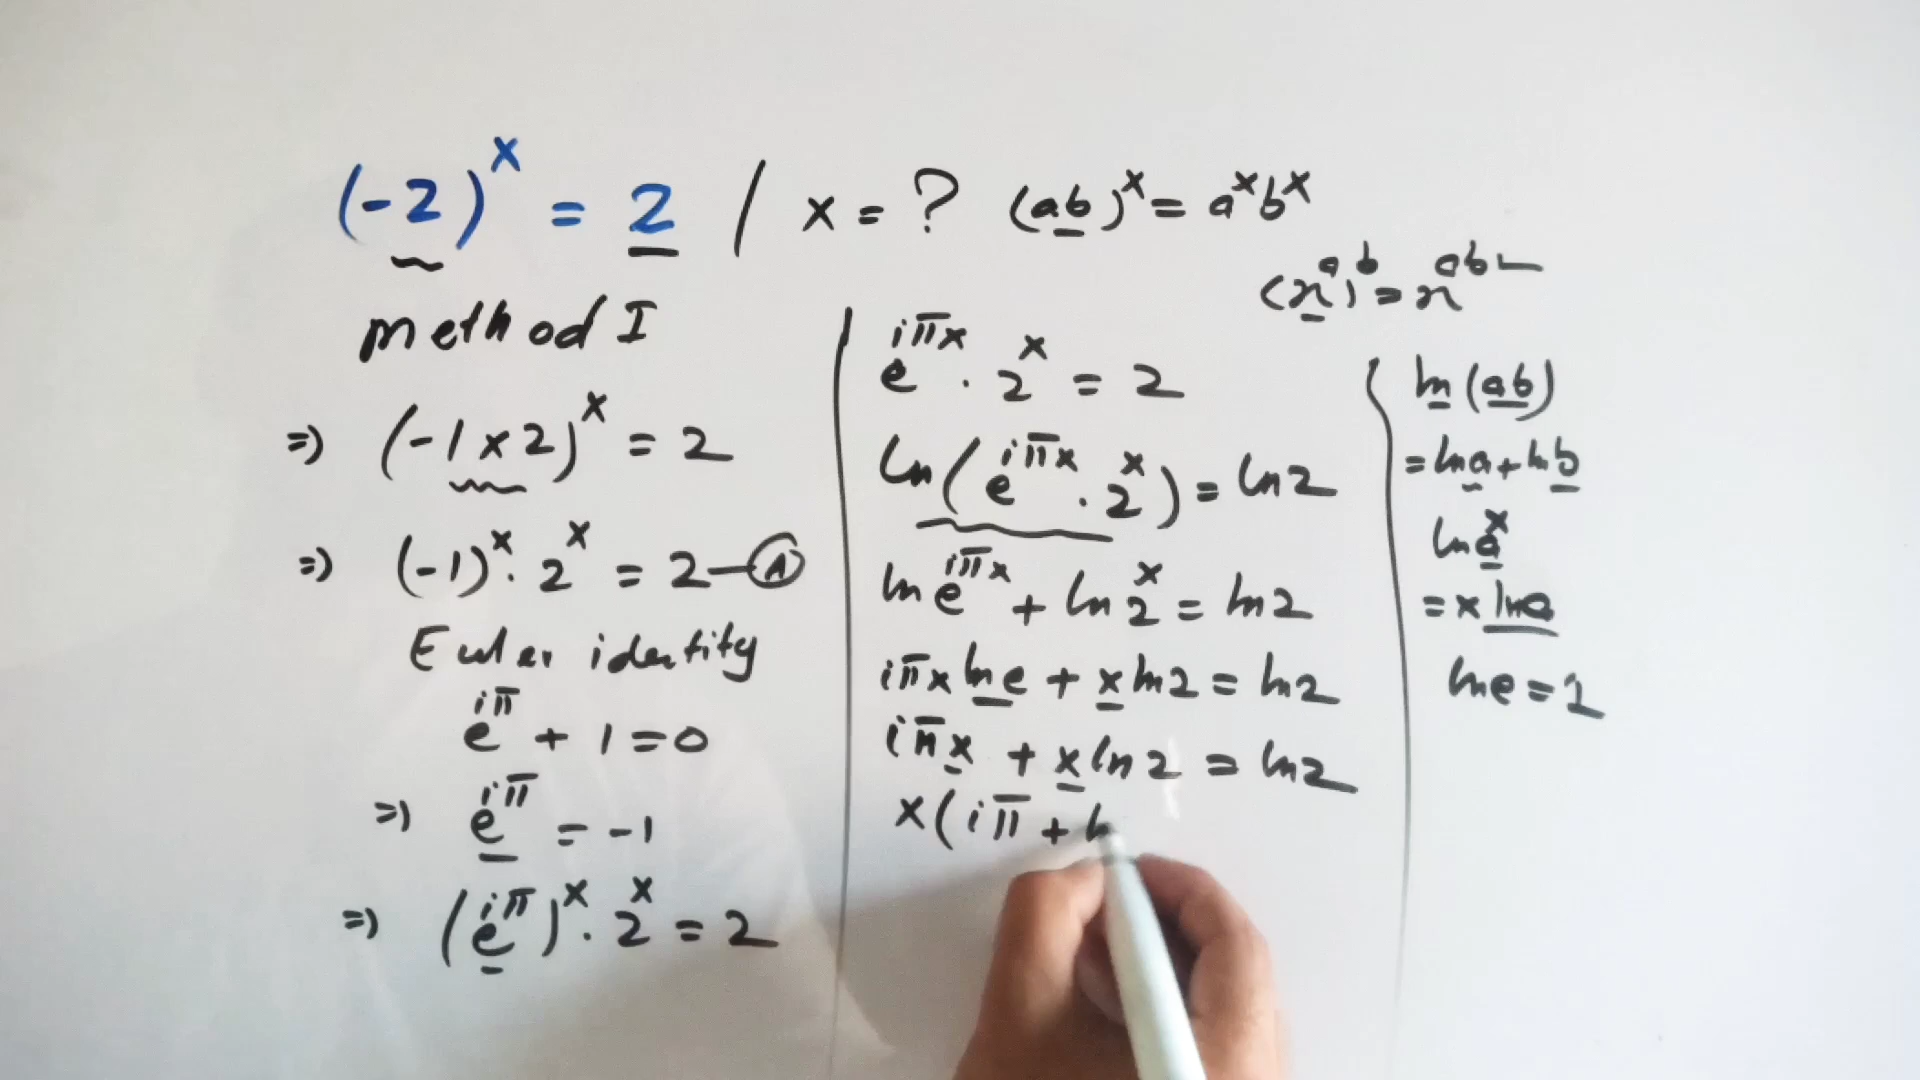 (-2)^x = 2 / x = ? (ab)^x = a^x b^x
(x^a)^b = x^ab
method I
=> (-1 x 2)^x = 2
=> (-1)^x · 2^x = 2 — A
Euler identity
e^iπ + 1 = 0
=> e^iπ = -1
=> (e^iπ)^x · 2^x = 2
e^iπx · 2^x = 2
ln(e^iπx · 2^x) = ln2
ln e^iπx + ln 2^x = ln2
iπx ln e + x ln2 = ln2
iπx + x ln2 = ln2
x(iπ + l
ln (ab)
= ln a + ln b
ln a^x
= x ln a
ln e = 1